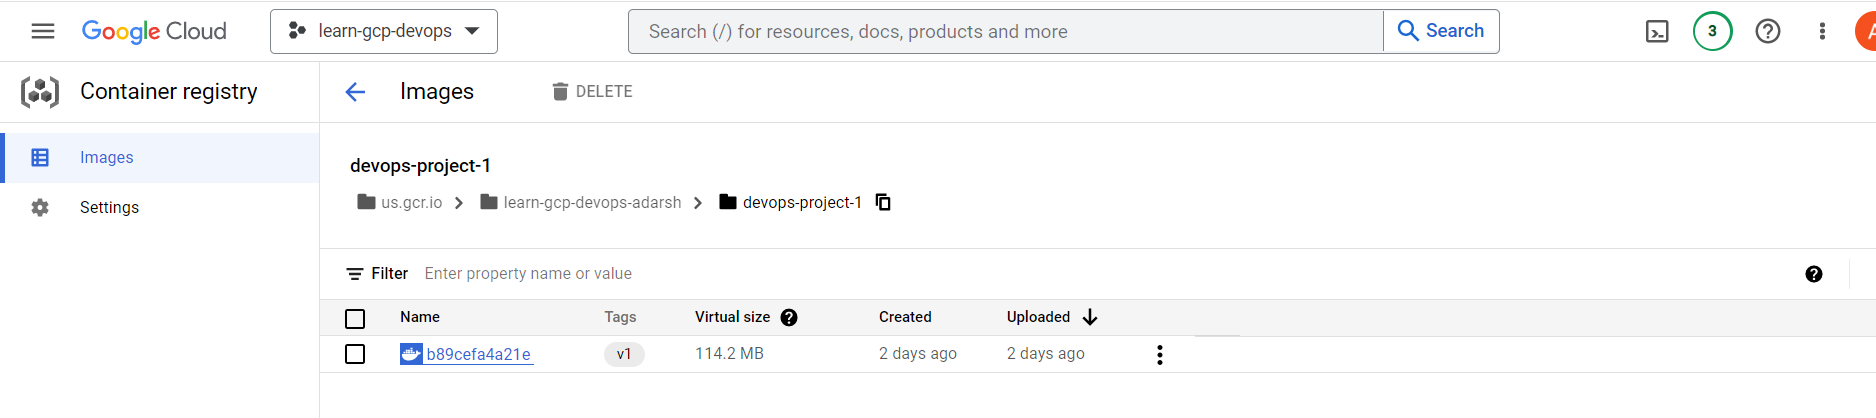 Google Cloud learn-gcp-devops Search (/) for resources, docs, products and more Search 3 A
Container registry
Images DELETE
Images
Settings
devops-project-1
us.gcr.io learn-gcp-devops-adarsh devops-project-1
Filter Enter property name or value
Name Tags Virtual size Created Uploaded
b89cefa4a21e v1 114.2 MB 2 days ago 2 days ago